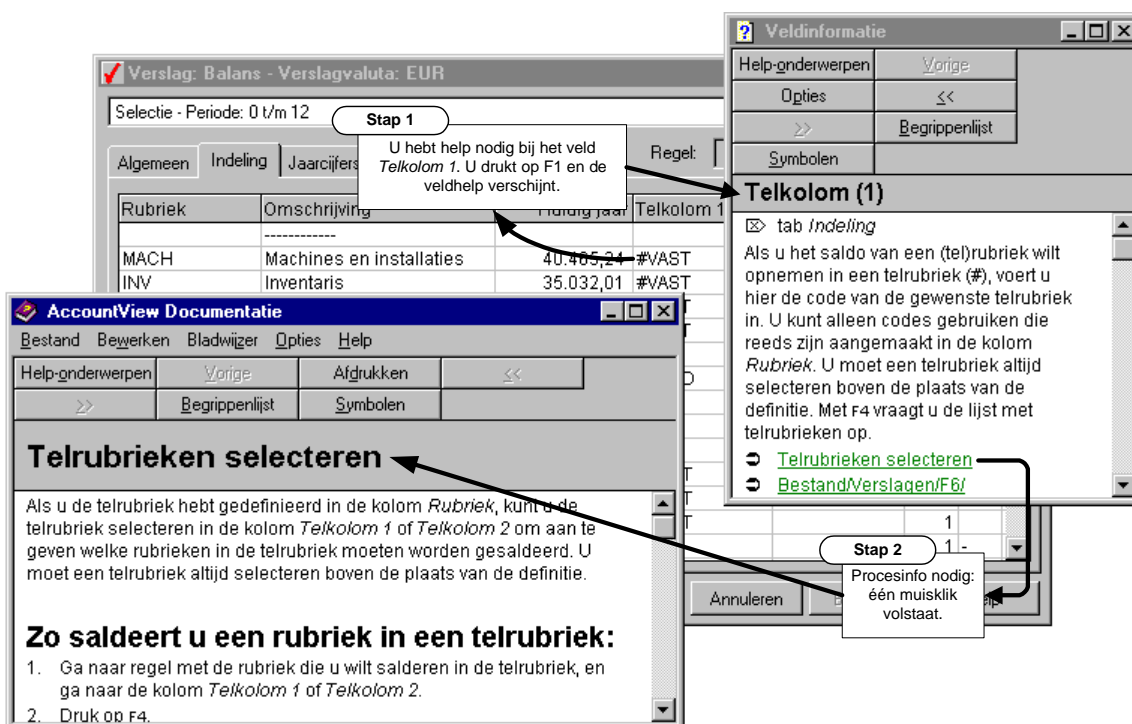 Veldinformatie
Help-onderwerpen
Vorige
Opties
<<
>>
Begrippenlijst
Symbolen
Telkolom (1)
tab Indeling
Als u het saldo van een (tel)rubriek wilt
opnemen in een telrubriek (#), voert u
hier de code van de gewenste telrubriek
in. U kunt alleen codes gebruiken die
reeds zijn aangemaakt in de kolom
Rubriek. U moet een telrubriek altijd
selecteren boven de plaats van de
definitie. Met F4 vraagt u de lijst met
telrubrieken op.
Telrubrieken selecteren
Bestand/Verslagen/F6/
Verslag: Balans - Verslagvaluta: EUR
Selectie - Periode: 0 t/m 12
Stap 1
U hebt help nodig bij het veld
Telkolom 1. U drukt op F1 en de
veldhelp verschijnt.
Algemeen
Indeling
Jaarcijfers
Regel:
Rubriek
Omschrijving
Huidig jaar
Telkolom 1
------------
MACH
Machines en installaties
40.465,24
#VAST
INV
Inventaris
35.032,01
#VAST
1
1 -
Stap 2
Procesinfo nodig:
één muisklik
volstaat.
Annuleren
AccountView Documentatie
Bestand
Bewerken
Bladwijzer
Opties
Help
Help-onderwerpen
Vorige
Afdrukken
<<
>>
Begrippenlijst
Symbolen
Telrubrieken selecteren
Als u de telrubriek hebt gedefinieerd in de kolom Rubriek, kunt u de
telrubriek selecteren in de kolom Telkolom 1 of Telkolom 2 om aan te
geven welke rubrieken in de telrubriek moeten worden gesaldeerd. U
moet een telrubriek altijd selecteren boven de plaats van de definitie.
Zo saldeert u een rubriek in een telrubriek:
1. Ga naar regel met de rubriek die u wilt salderen in de telrubriek, en
ga naar de kolom Telkolom 1 of Telkolom 2.
2. Druk op F4.